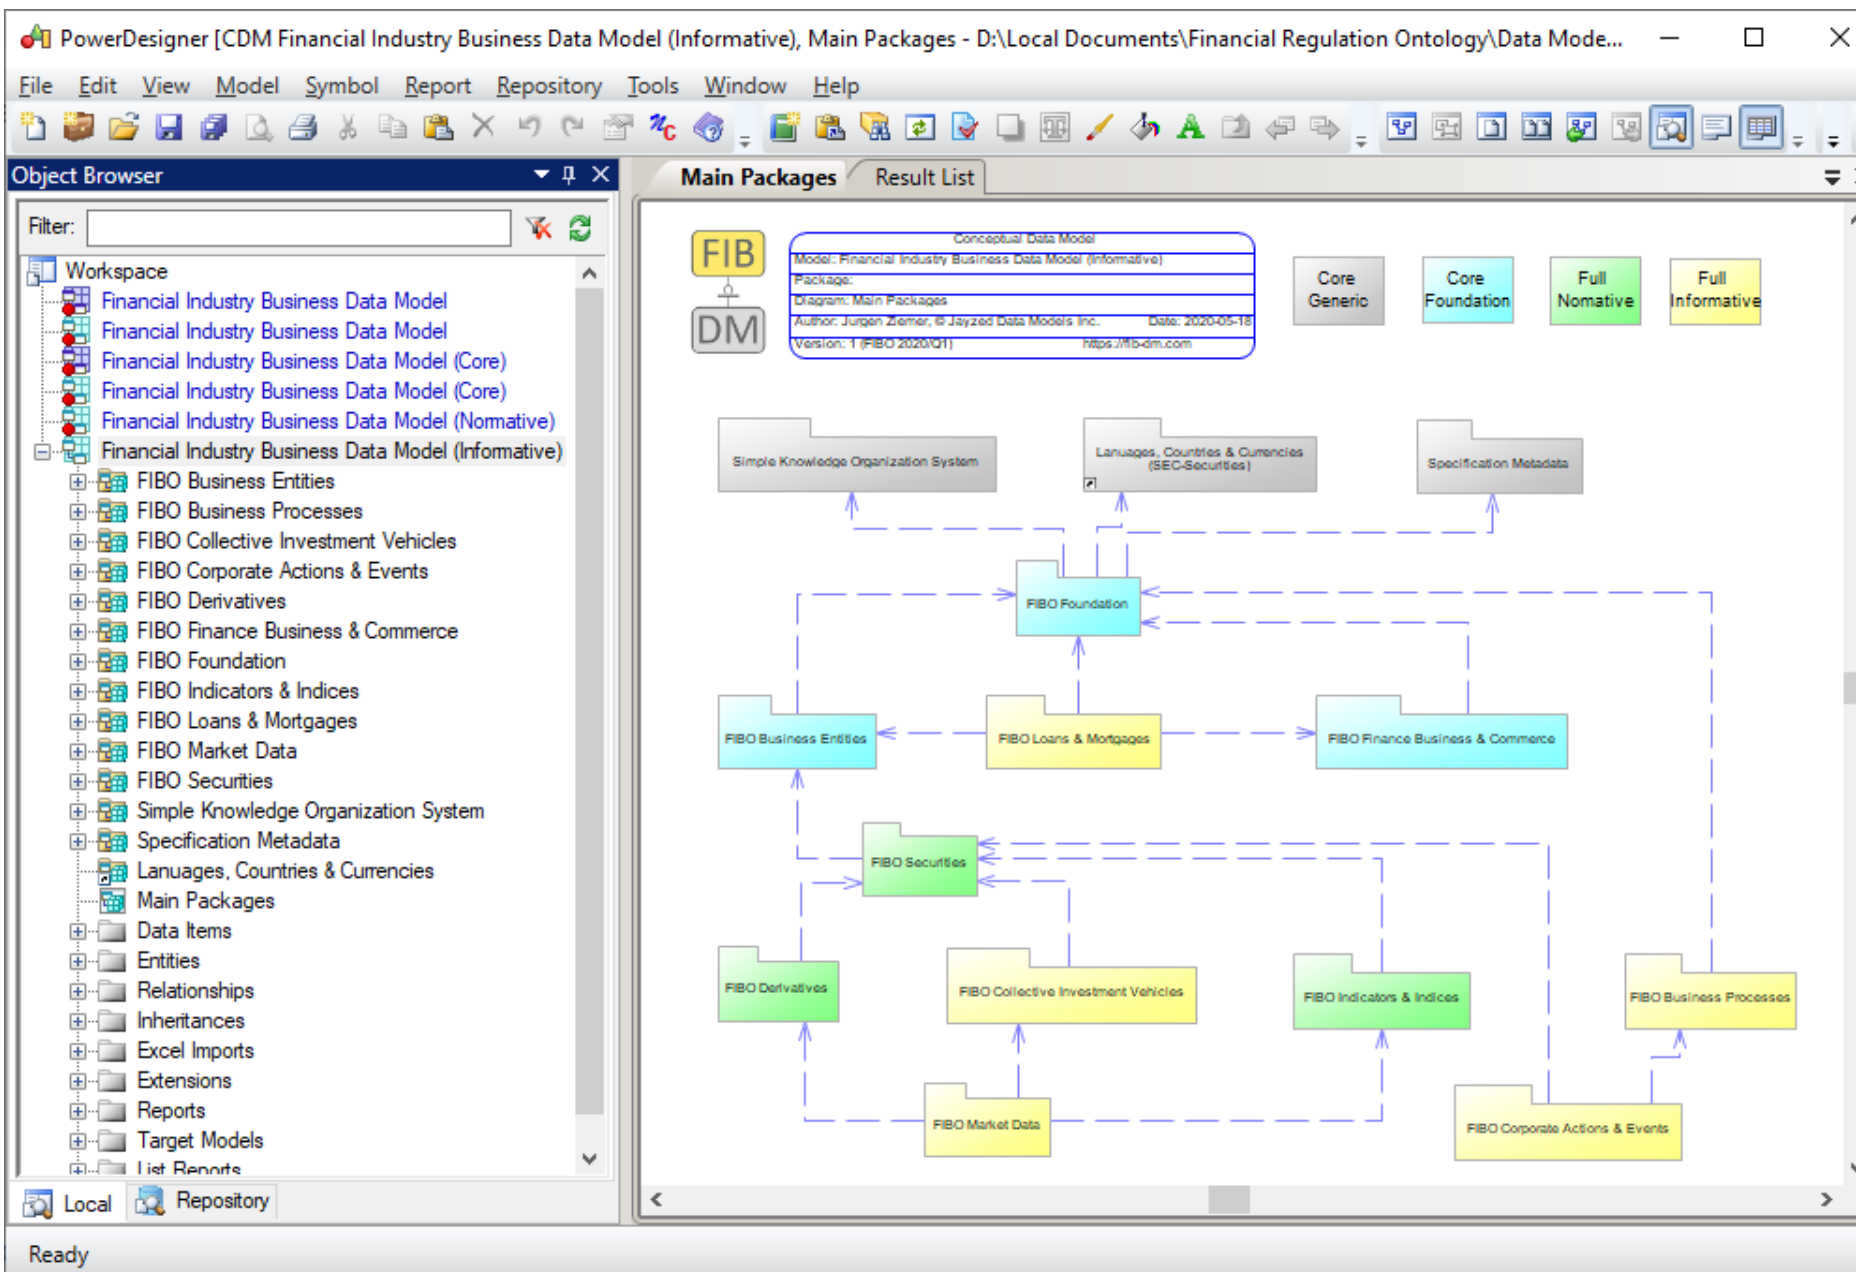 PowerDesigner [CDM Financial Industry Business Data Model (Informative), Main Packages - D:\Local Documents\Financial Regulation Ontology\Data Mode...
File Edit View Model Symbol Report Repository Tools Window Help
Object Browser
Filter:
Workspace
Financial Industry Business Data Model
Financial Industry Business Data Model
Financial Industry Business Data Model (Core)
Financial Industry Business Data Model (Core)
Financial Industry Business Data Model (Normative)
Financial Industry Business Data Model (Informative)
FIBO Business Entities
FIBO Business Processes
FIBO Collective Investment Vehicles
FIBO Corporate Actions & Events
FIBO Derivatives
FIBO Finance Business & Commerce
FIBO Foundation
FIBO Indicators & Indices
FIBO Loans & Mortgages
FIBO Market Data
FIBO Securities
Simple Knowledge Organization System
Specification Metadata
Lanuages, Countries & Currencies
Main Packages
Data Items
Entities
Relationships
Inheritances
Excel Imports
Extensions
Reports
Target Models
List Reports
Local Repository
Ready
Main Packages Result List
FIB
DM
Conceptual Data Model
Model: Financial Industry Business Data Model (Informative)
Package:
Diagram: Main Packages
Author: Jurgen Ziemer, © Jayzed Data Models Inc. Date: 2020-05-18
Version: 1 (FIBO 2020/Q1) https://fib-dm.com
Core
Generic
Core
Foundation
Full
Nomative
Full
Informative
Simple Knowledge Organization System
Lanuages, Countries & Currencies
(SEC-Securities)
Specification Metadata
FIBO Foundation
FIBO Business Entities
FIBO Loans & Mortgages
FIBO Finance Business & Commerce
FIBO Securities
FIBO Derivatives
FIBO Collective Investment Vehicles
FIBO Indicators & Indices
FIBO Business Processes
FIBO Market Data
FIBO Corporate Actions & Events